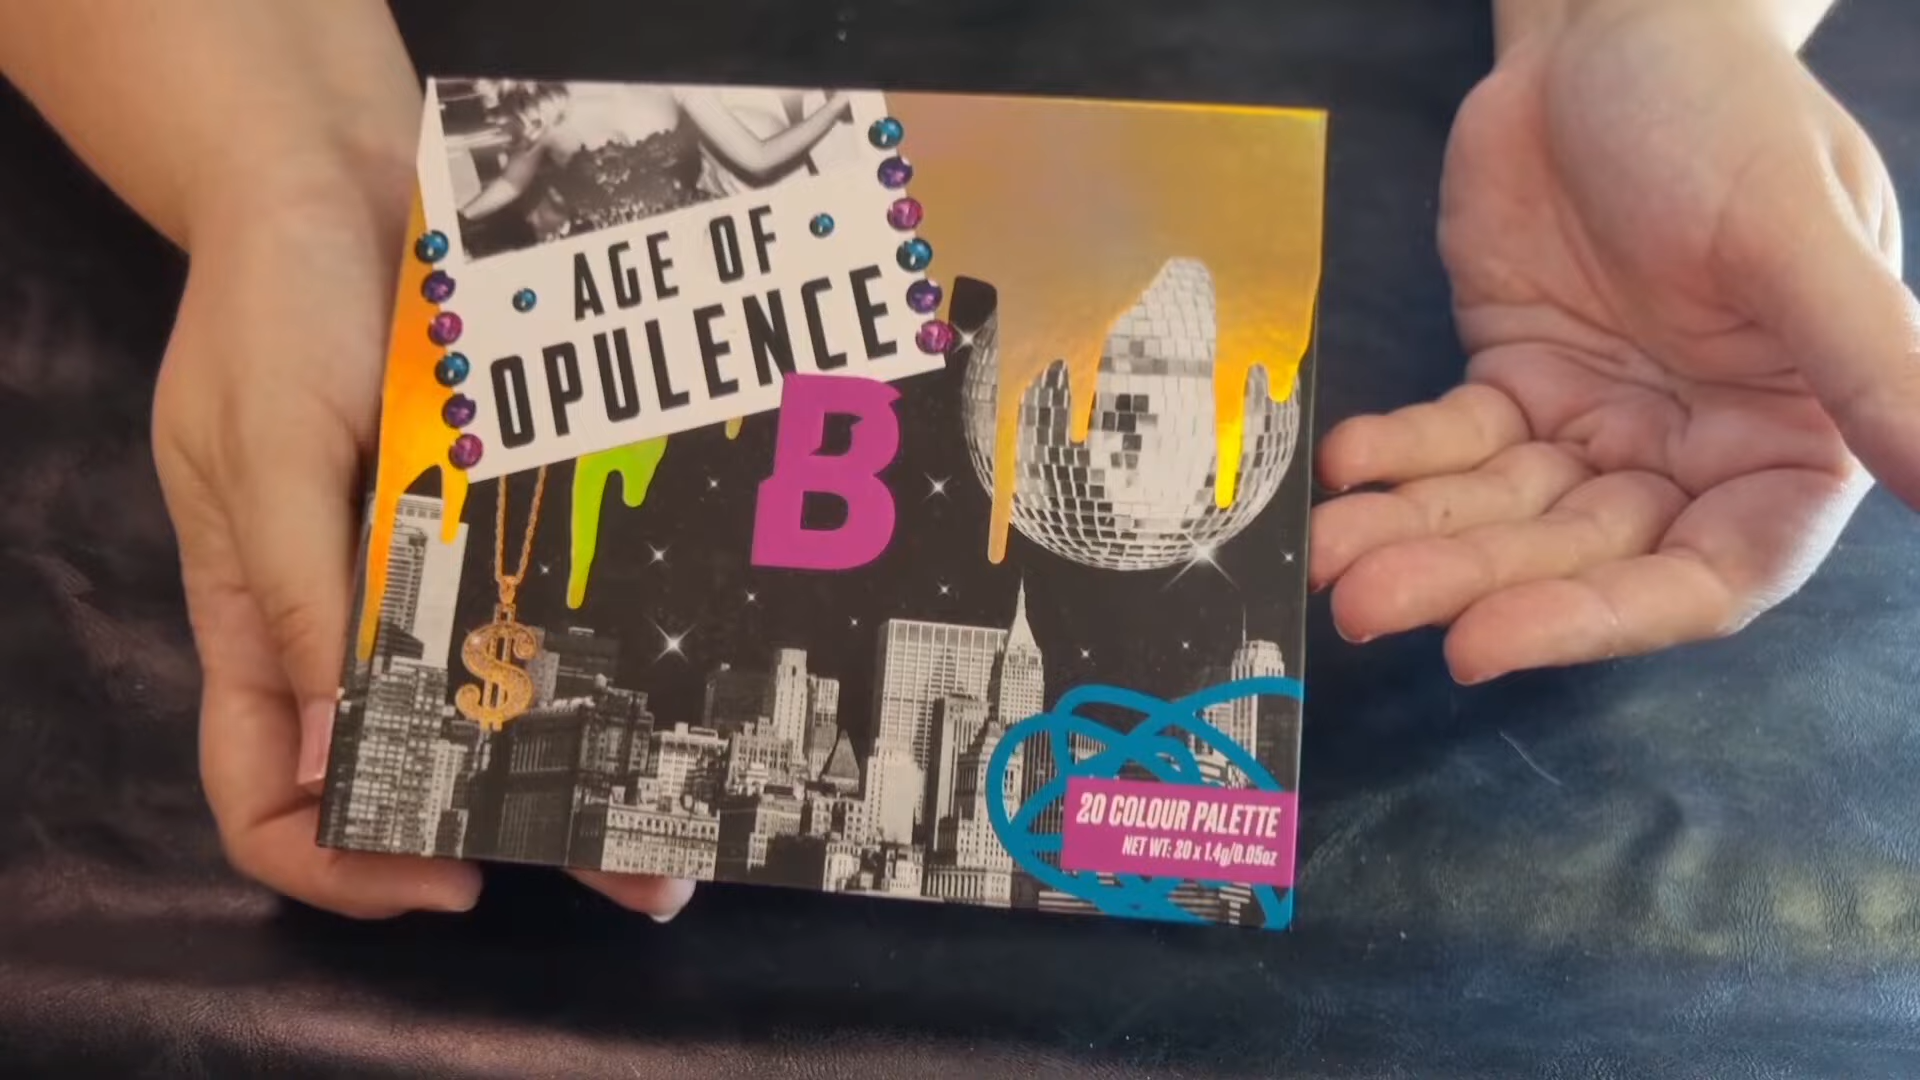 AGE OF
OPULENCE
B
$
20 COLOUR PALETTE
NET WT: 20 x 1.4g/0.05oz